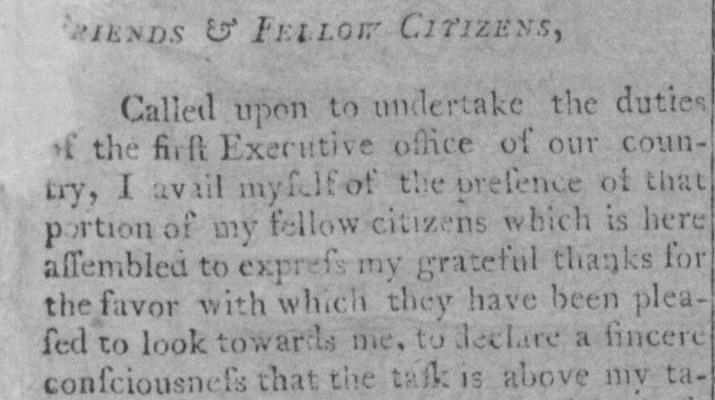 FRIENDS & FELLOW CITIZENS,
Called upon to undertake the duties
of the firſt Executive office of our coun-
try, I avail myſelf of the preſence of that
portion of my fellow citizens which is here
aſſembled to expreſs my grateful thanks for
the favor with which they have been plea-
ſed to look towards me, to declare a ſincere
conſciouſneſs that the taſk is above my ta-